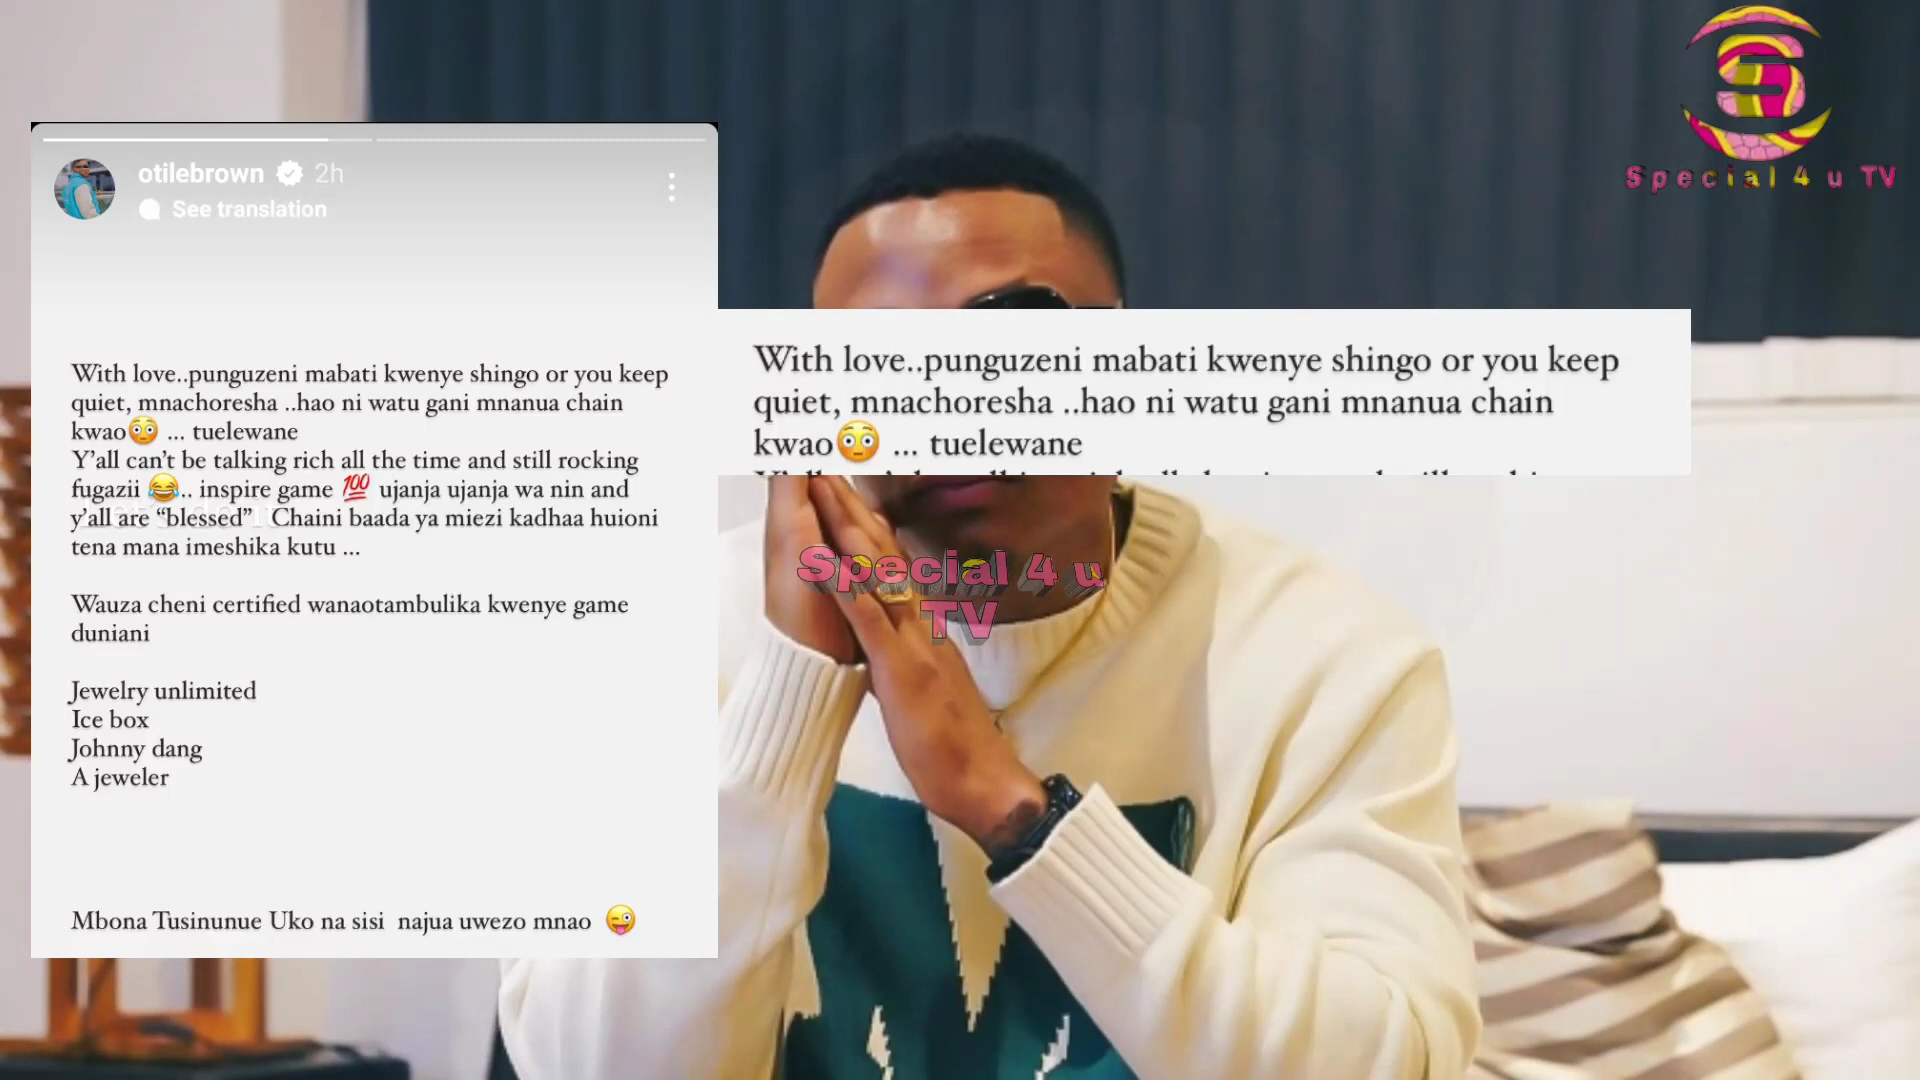 otilebrown 2h
See translation
With love..punguzeni mabati kwenye shingo or you keep
quiet, mnachoresha ..hao ni watu gani mnanua chain
kwao😳 ... tuelewane
Y'all can't be talking rich all the time and still rocking
fugazii 😂.. inspire game 💯 ujanja ujanja wa nin and
y'all are “blessed” Chaini baada ya miezi kadhaa huioni
tena mana imeshika kutu ...
Wauza cheni certified wanaotambulika kwenye game
duniani
Jewelry unlimited
Ice box
Johnny dang
A jeweler
Mbona Tusinunue Uko na sisi najua uwezo mnao 😜
With love..punguzeni mabati kwenye shingo or you keep
quiet, mnachoresha ..hao ni watu gani mnanua chain
kwao😳 ... tuelewane
Special 4 u
TV
S
Special 4 u TV